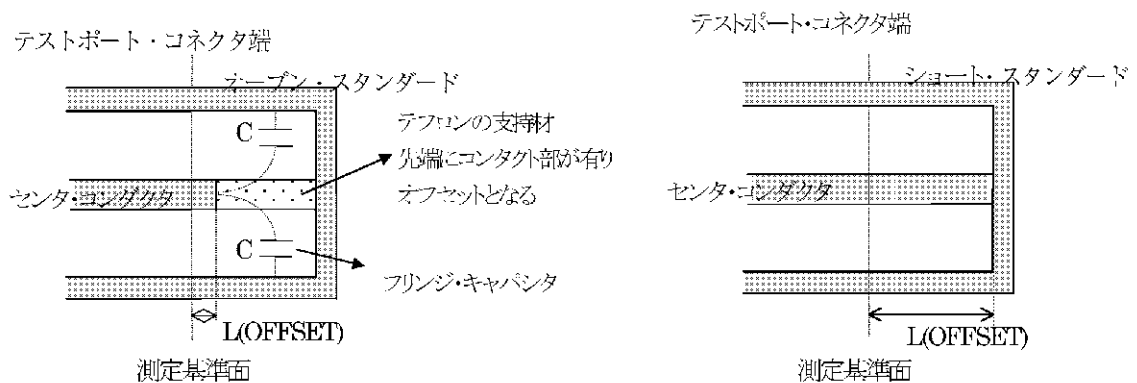 テストポート・コネクタ端
オープン・スタンダード
C
テフロンの支持材
先端にコンタクト部が有り
センタ・コンダクタ
オフセットとなる
C
フリンジ・キャパシタ
L(OFFSET)
測定基準面
テストポート・コネクタ端
ショート・スタンダード
センタ・コンダクタ
L(OFFSET)
測定基準面